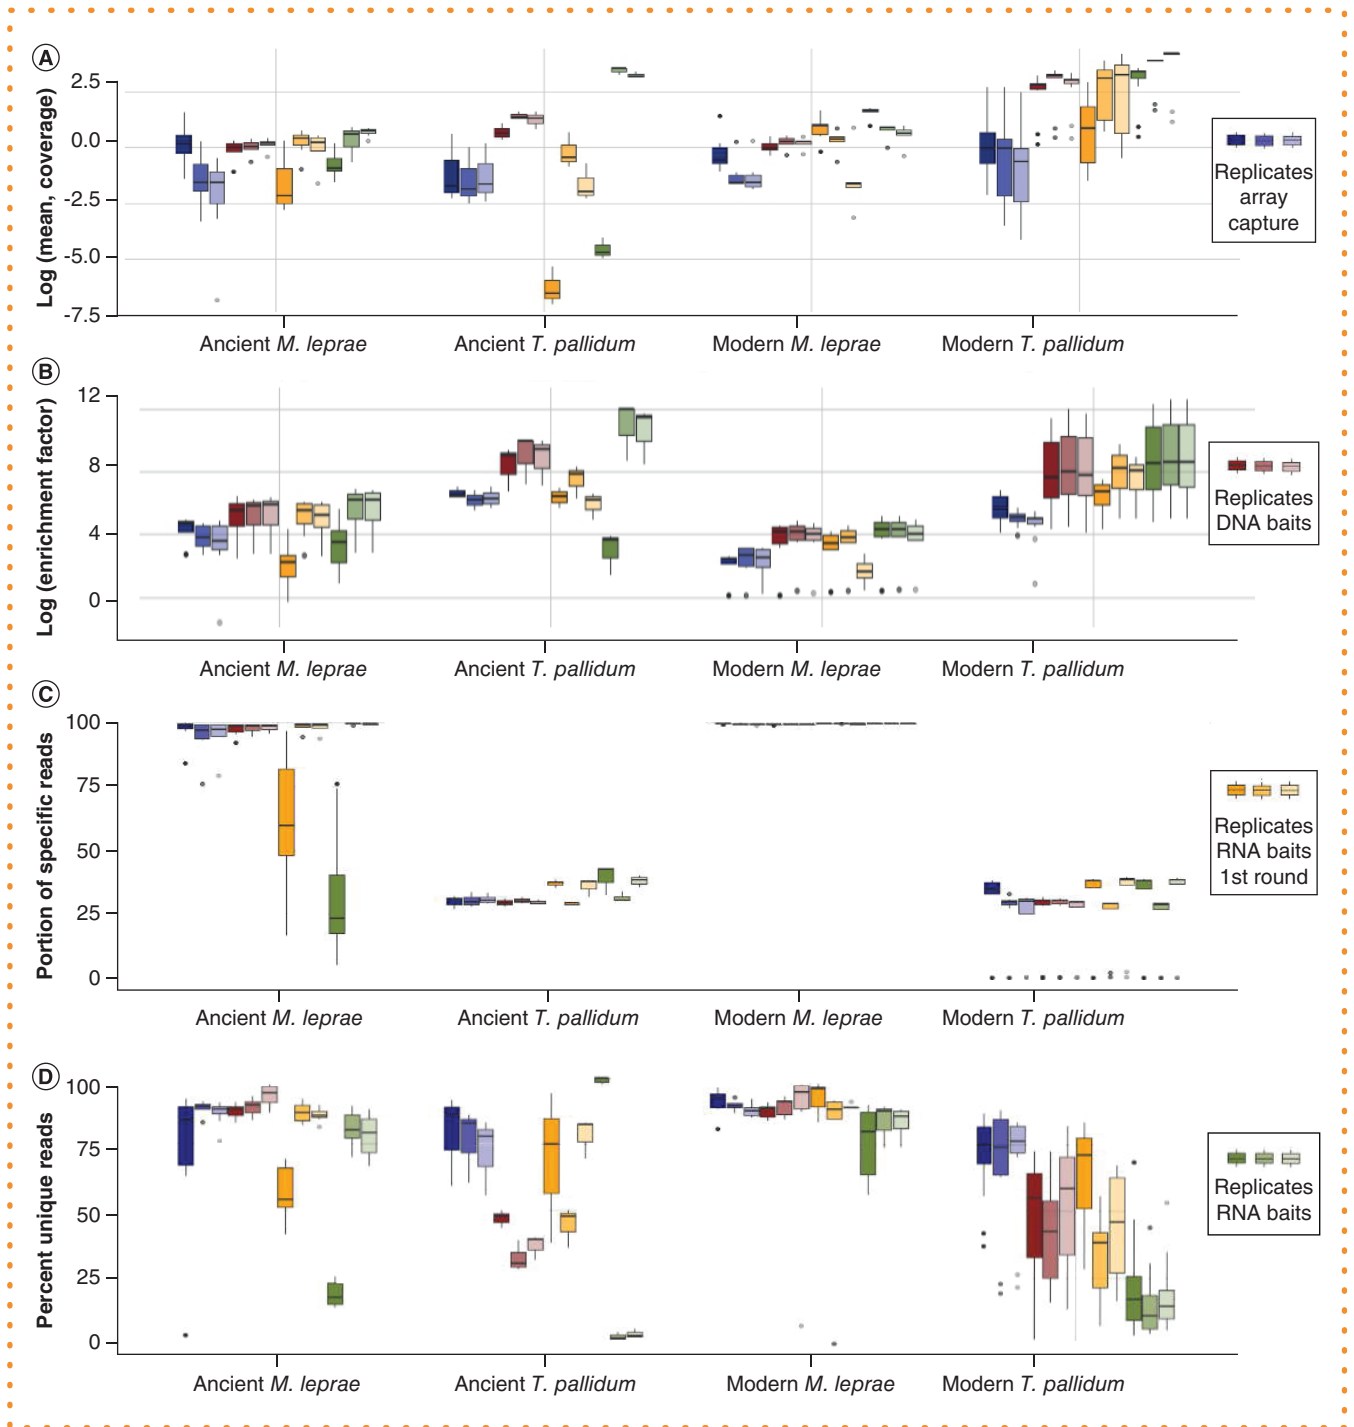 A
Log (mean, coverage)
2.5
0.0
-2.5
-5.0
-7.5
Ancient M. leprae
Ancient T. pallidum
Modern M. leprae
Modern T. pallidum
Replicates
array
capture
B
Log (enrichment factor)
12
8
4
0
Ancient M. leprae
Ancient T. pallidum
Modern M. leprae
Modern T. pallidum
Replicates
DNA baits
C
Portion of specific reads
100
75
50
25
0
Ancient M. leprae
Ancient T. pallidum
Modern M. leprae
Modern T. pallidum
Replicates
RNA baits
1st round
D
Percent unique reads
100
75
50
25
0
Ancient M. leprae
Ancient T. pallidum
Modern M. leprae
Modern T. pallidum
Replicates
RNA baits